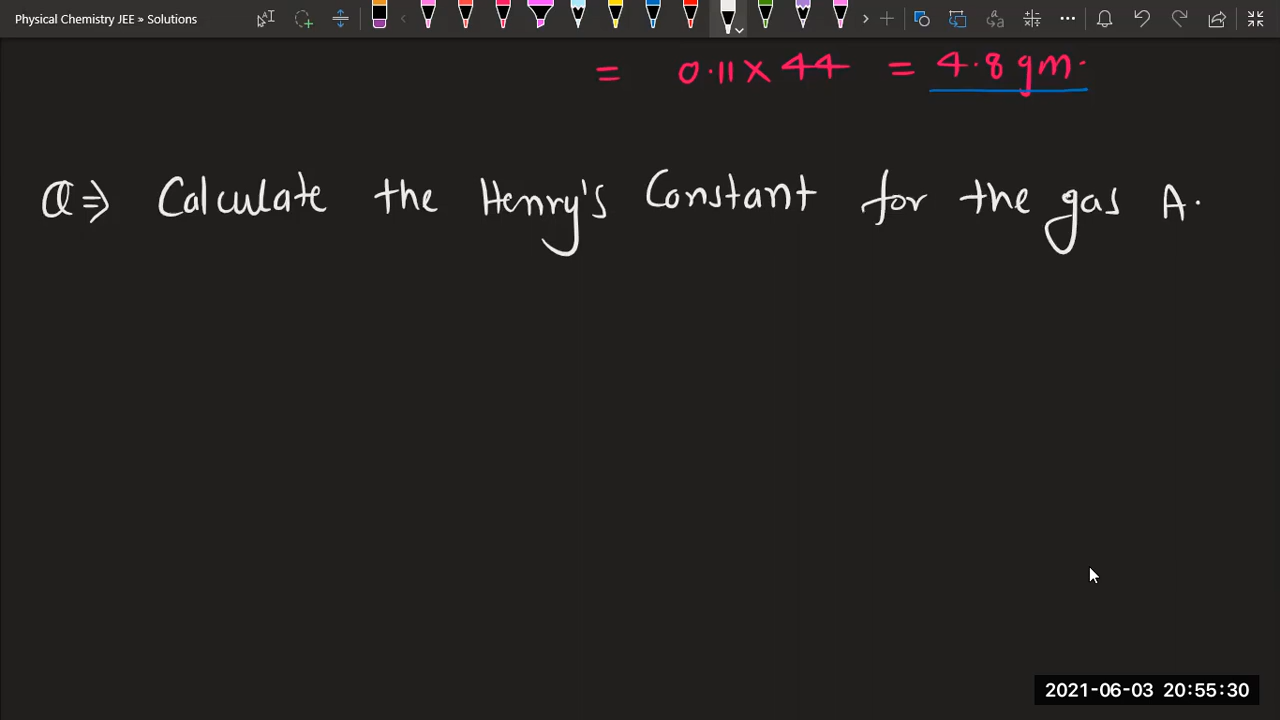 Physical Chemistry JEE » Solutions
= 0.11 × 44 = 4.8 gm.
Q⇒ Calculate the Henry's Constant for the gas A.
2021-06-03 20:55:30